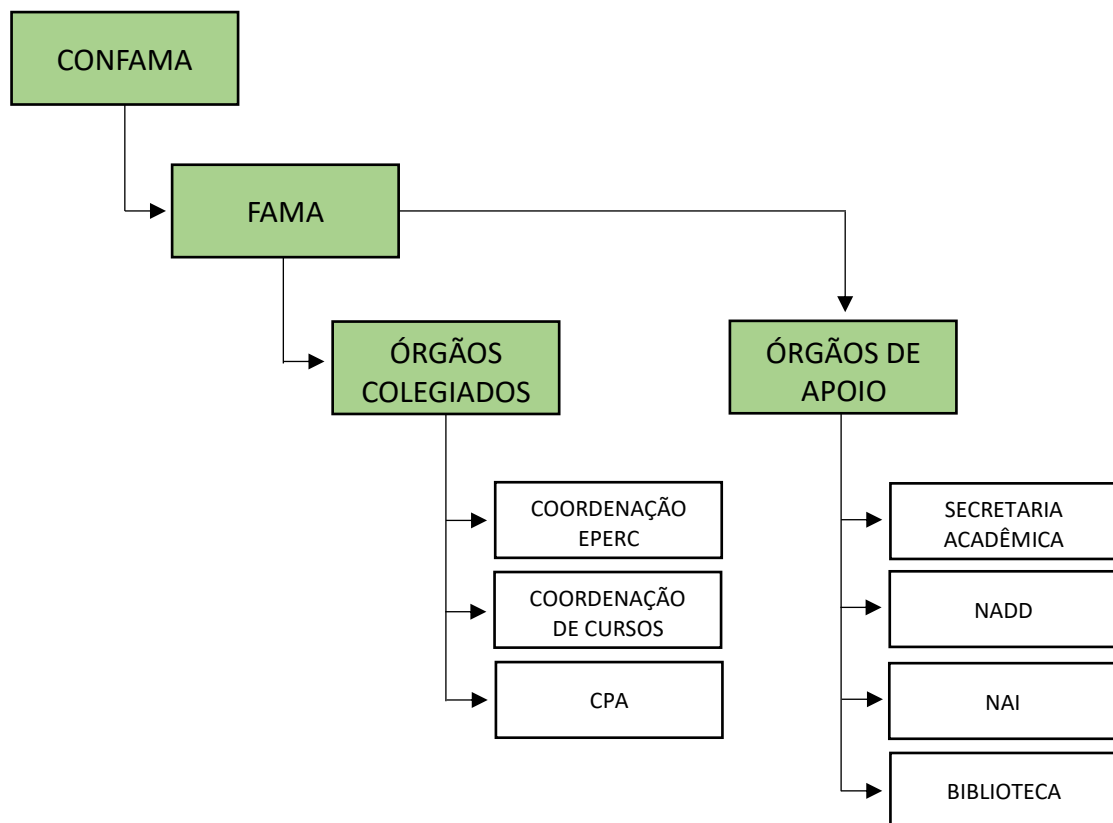 CONFAMA
FAMA
ÓRGÃOS
COLEGIADOS
COORDENAÇÃO
EPERC
COORDENAÇÃO
DE CURSOS
CPA
ÓRGÃOS DE
APOIO
SECRETARIA
ACADÊMICA
NADD
NAI
BIBLIOTECA